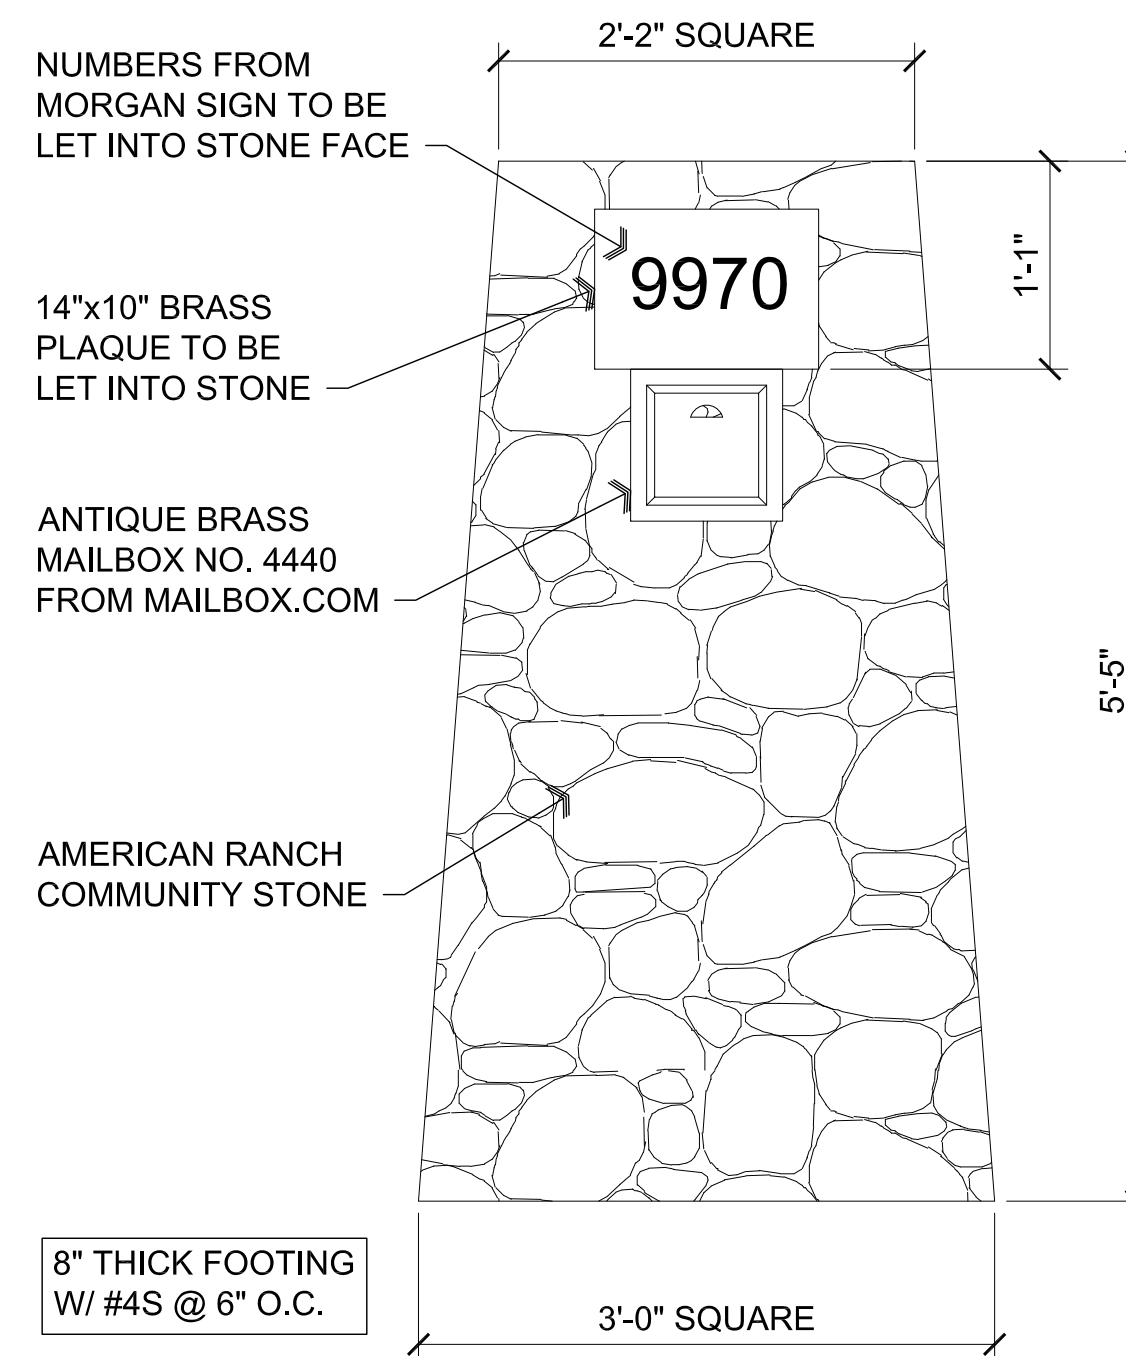 2'-2" SQUARE
NUMBERS FROM
MORGAN SIGN TO BE
LET INTO STONE FACE
1'-1"
9970
14"x10" BRASS
PLAQUE TO BE
LET INTO STONE
ANTIQUE BRASS
MAILBOX NO. 4440
FROM MAILBOX.COM
5'-5"
AMERICAN RANCH
COMMUNITY STONE
8" THICK FOOTING
W/ #4S @ 6" O.C.
3'-0" SQUARE